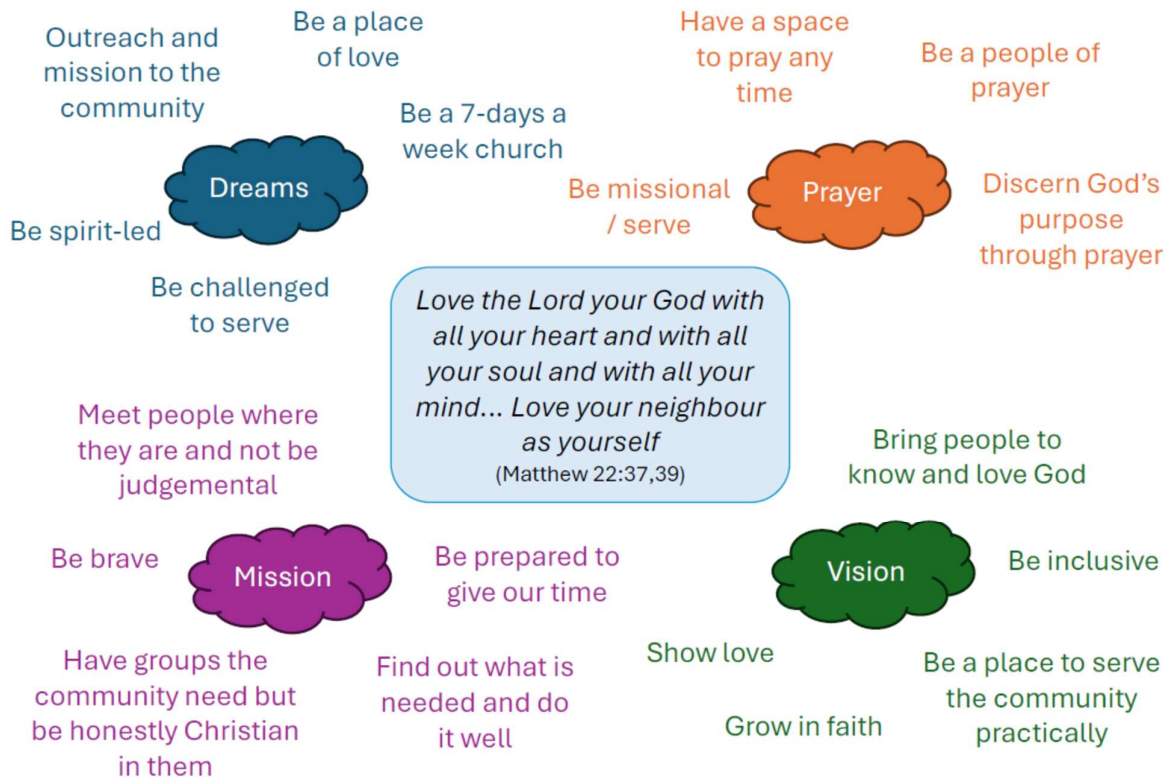 Outreach and
mission to the
community
Be a place
of love
Be a 7-days a
week church
Dreams
Be spirit-led
Be challenged
to serve
Have a space
to pray any
time
Be a people of
prayer
Be missional
/ serve
Prayer
Discern God's
purpose
through prayer
Love the Lord your God with
all your heart and with all
your soul and with all your
mind... Love your neighbour
as yourself
(Matthew 22:37,39)
Meet people where
they are and not be
judgemental
Be brave
Mission
Be prepared to
give our time
Have groups the
community need but
be honestly Christian
in them
Find out what is
needed and do
it well
Bring people to
know and love God
Vision
Be inclusive
Show love
Be a place to serve
the community
practically
Grow in faith